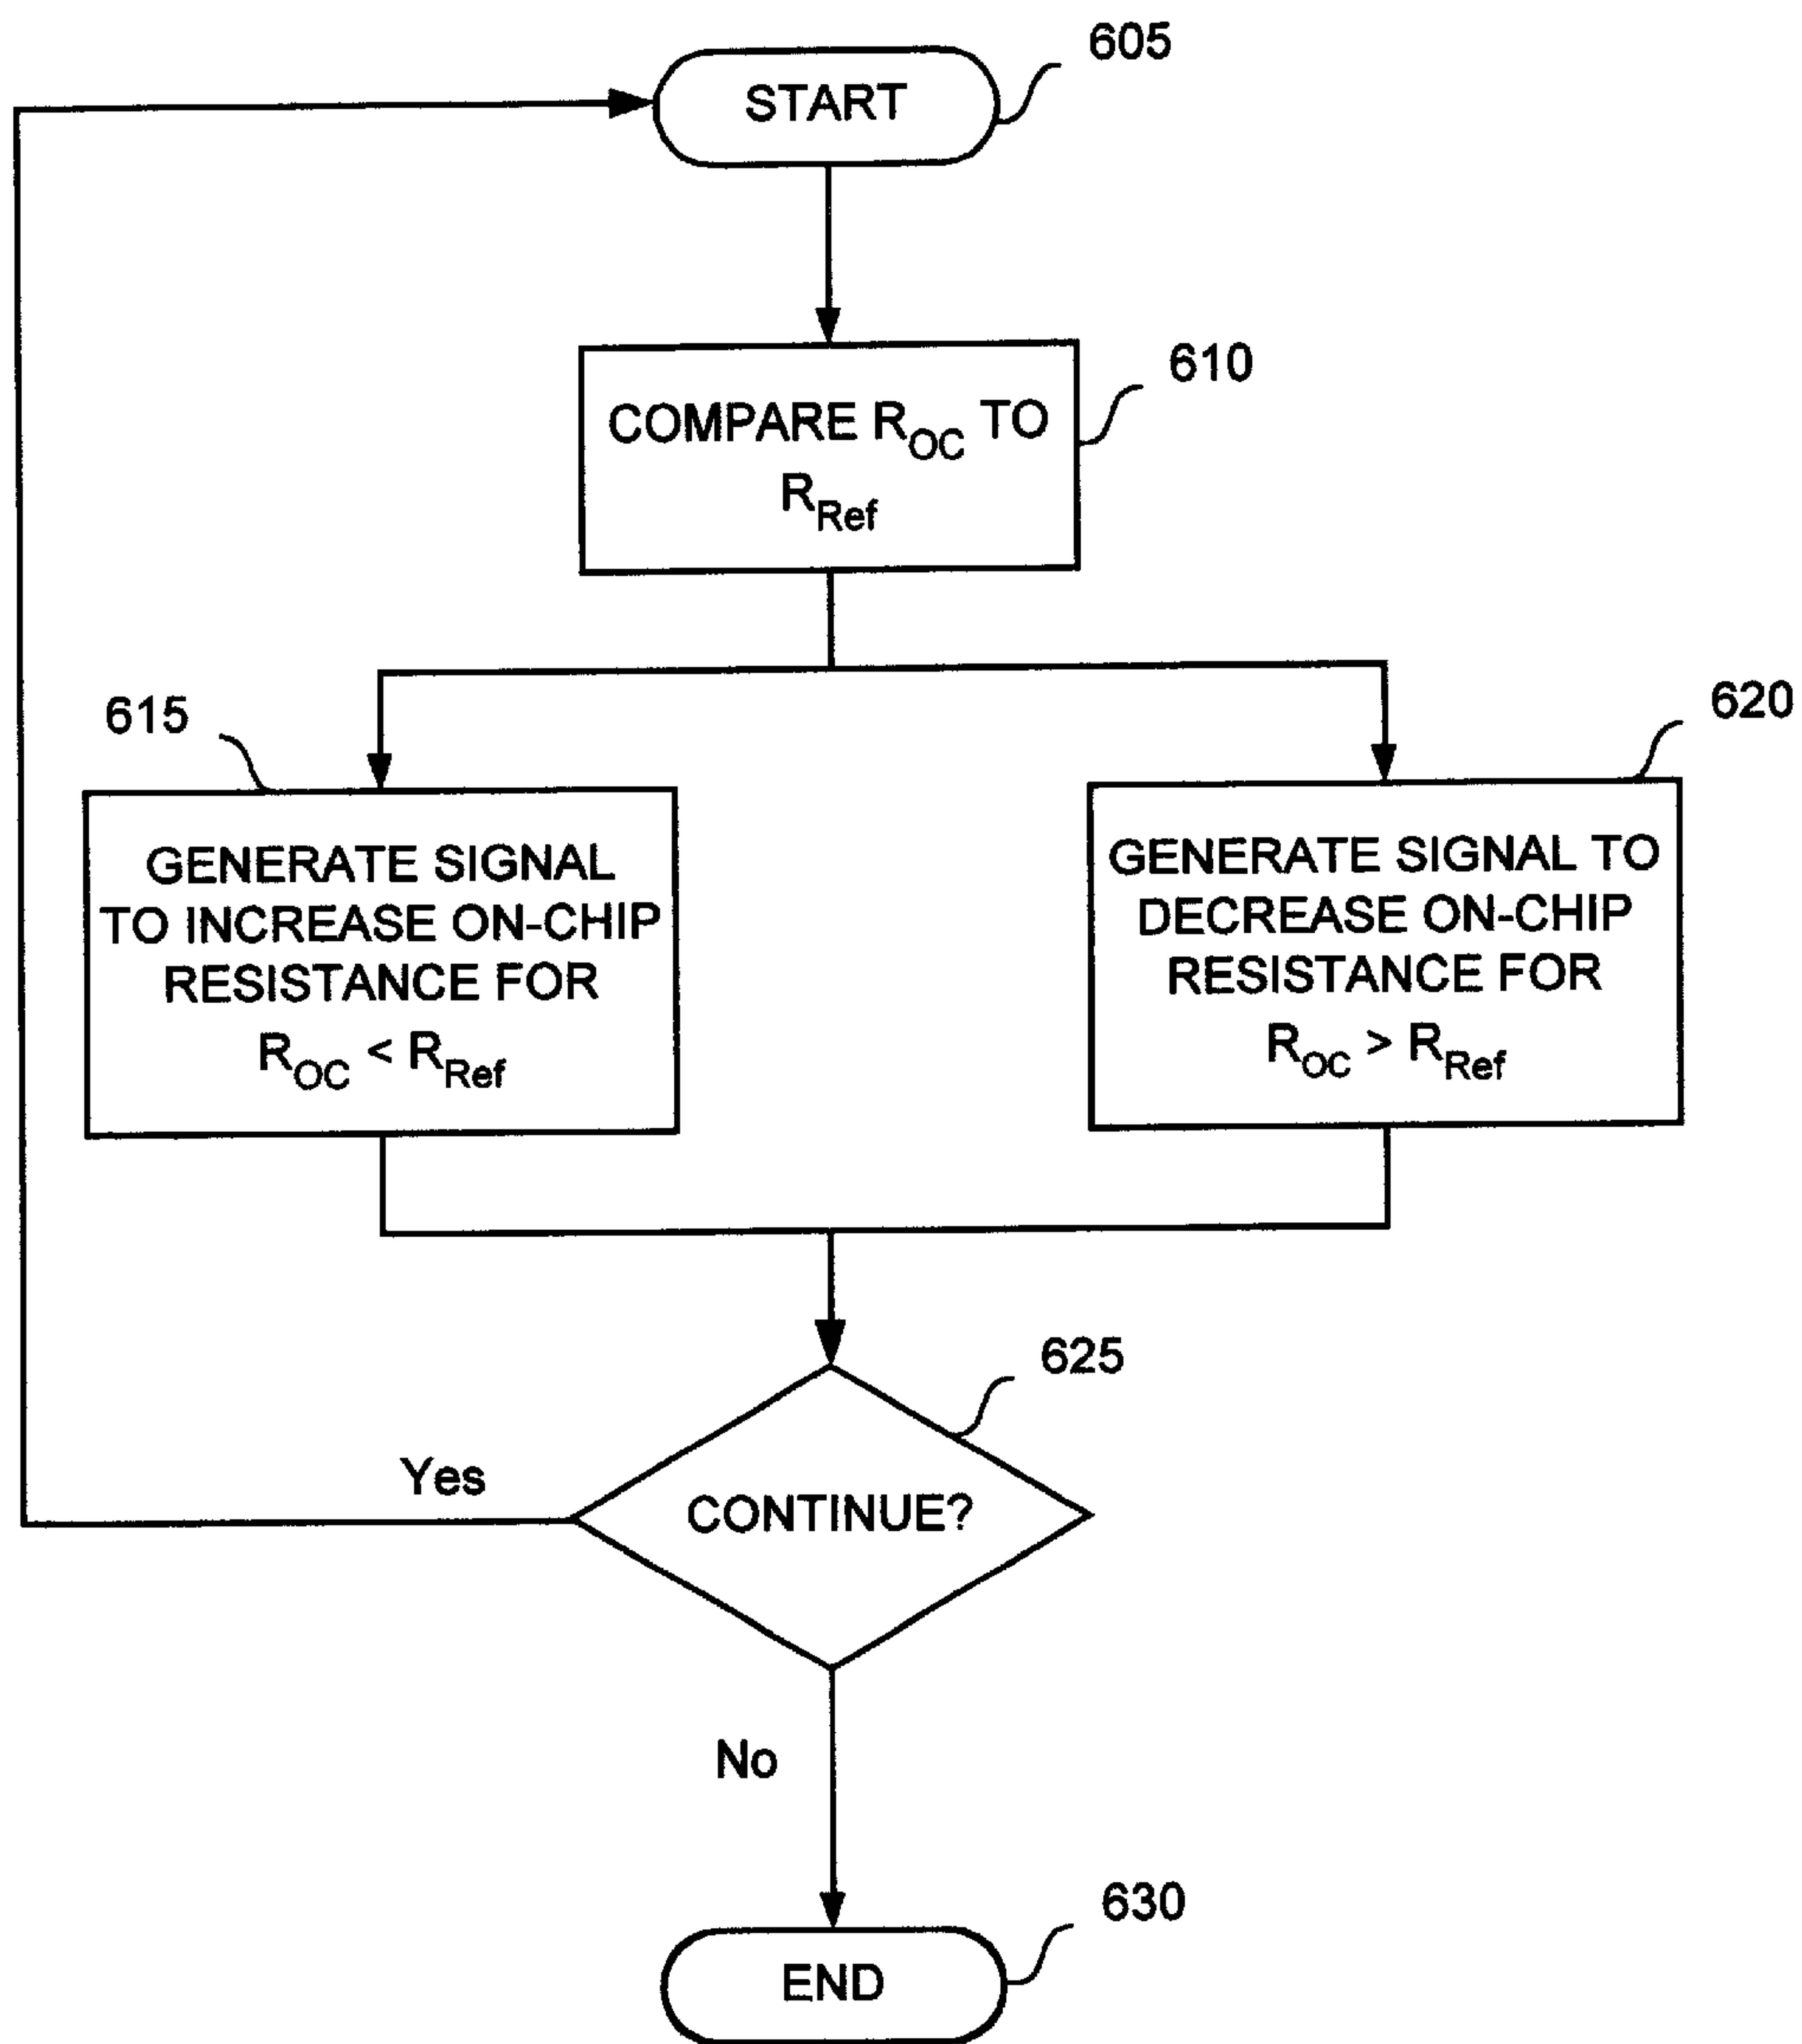 605
START
610
COMPARE R_OC TO
R_Ref
615
GENERATE SIGNAL
TO INCREASE ON-CHIP
RESISTANCE FOR
R_OC < R_Ref
620
GENERATE SIGNAL TO
DECREASE ON-CHIP
RESISTANCE FOR
R_OC > R_Ref
625
Yes
CONTINUE?
No
630
END